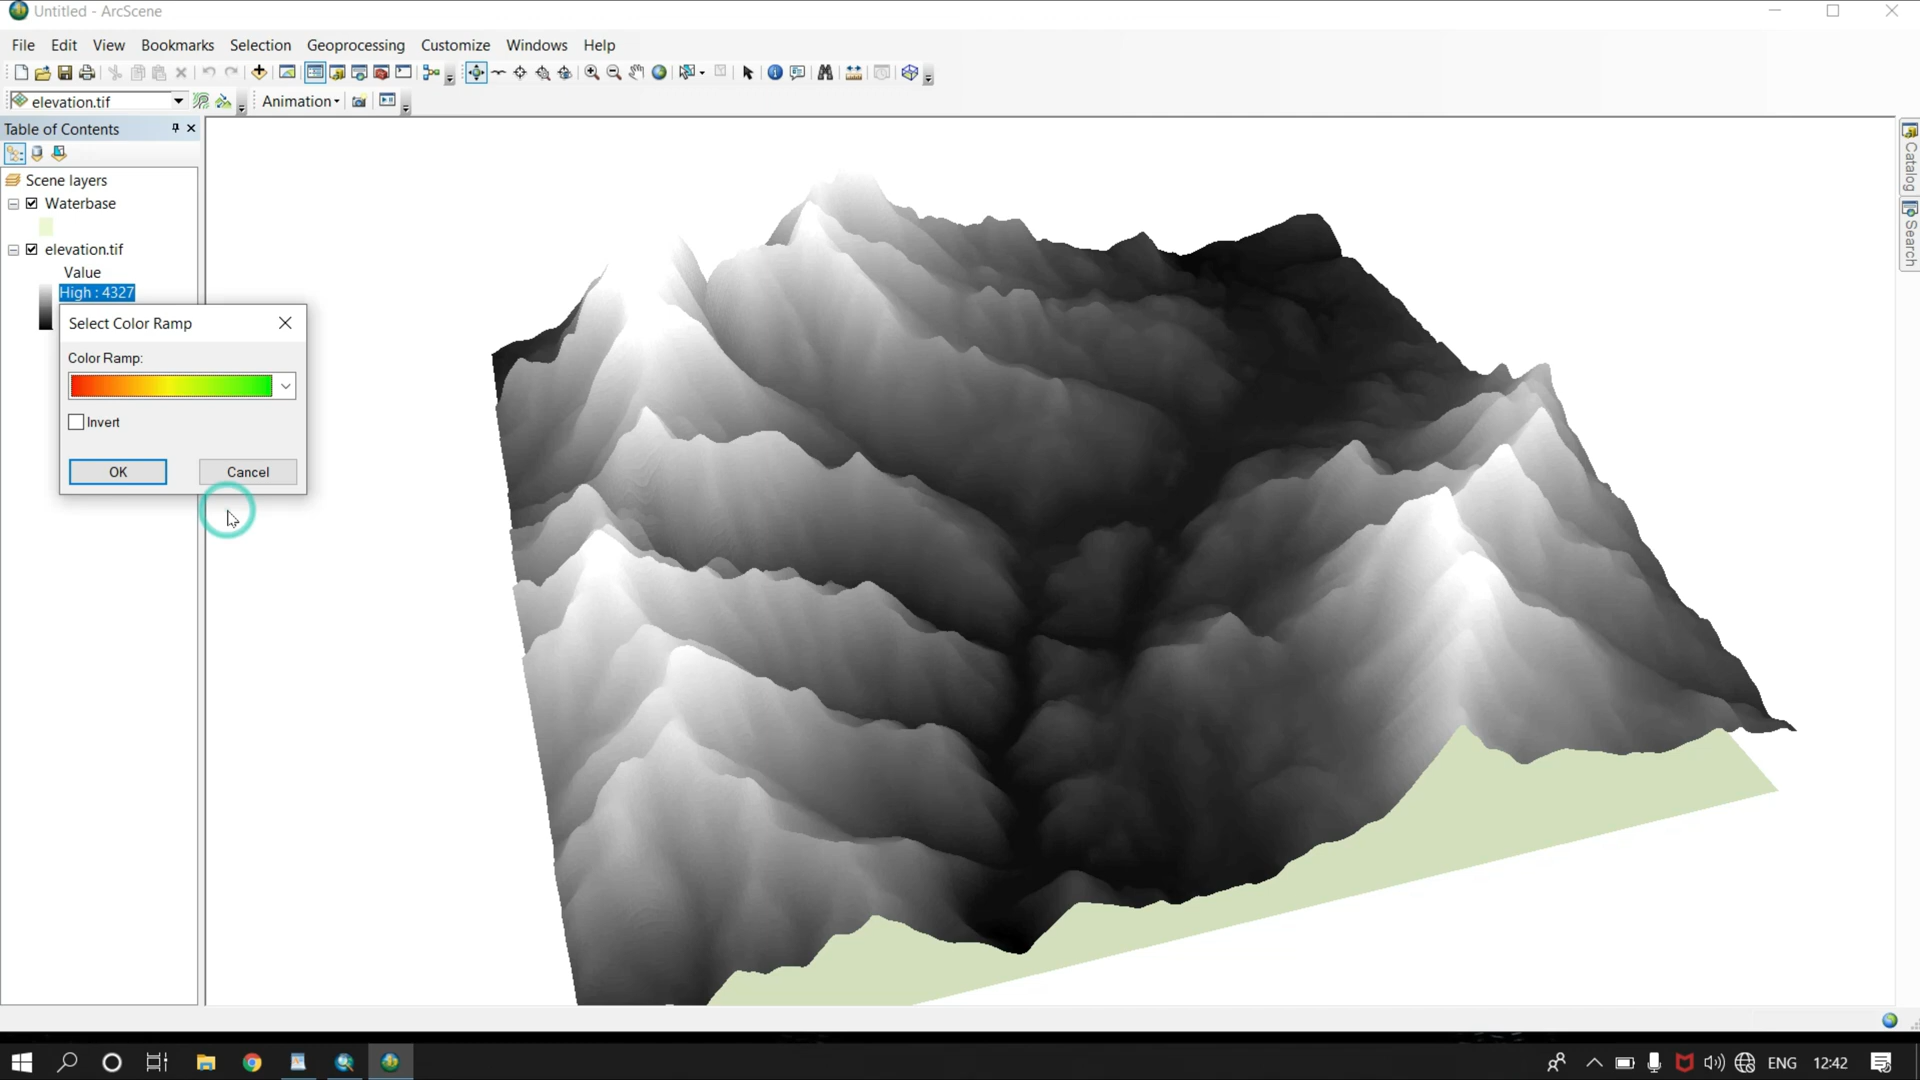 Untitled - ArcScene
File Edit View Bookmarks Selection Geoprocessing Customize Windows Help
elevation.tif Animation
Table of Contents
Scene layers
Waterbase
elevation.tif
Value
High : 4327
Select Color Ramp
Color Ramp:
Invert
OK Cancel
Catalog
Search
ENG 12:42